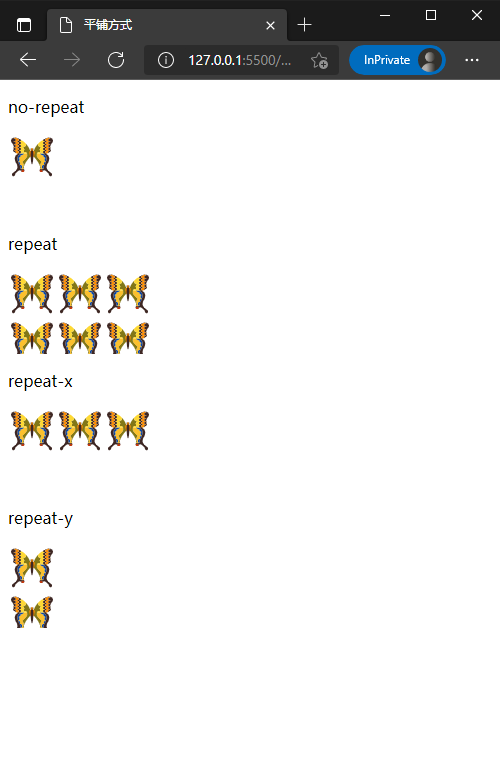 平铺方式
127.0.0.1:5500/...
InPrivate
no-repeat
repeat
repeat-x
repeat-y